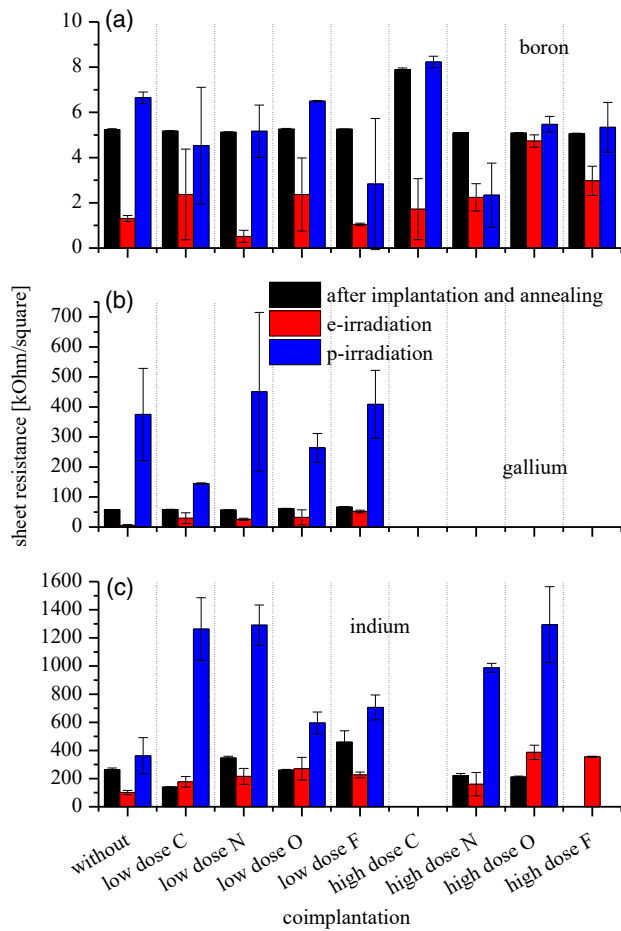 (a)
boron
10
8
6
4
2
0
sheet resistance [kOhm/square]
(b)
after implantation and annealing
e-irradiation
p-irradiation
gallium
700
600
500
400
300
200
100
0
(c)
indium
1600
1400
1200
1000
800
600
400
200
0
without
low dose C
low dose N
low dose O
low dose F
high dose C
high dose N
high dose O
high dose F
coimplantation